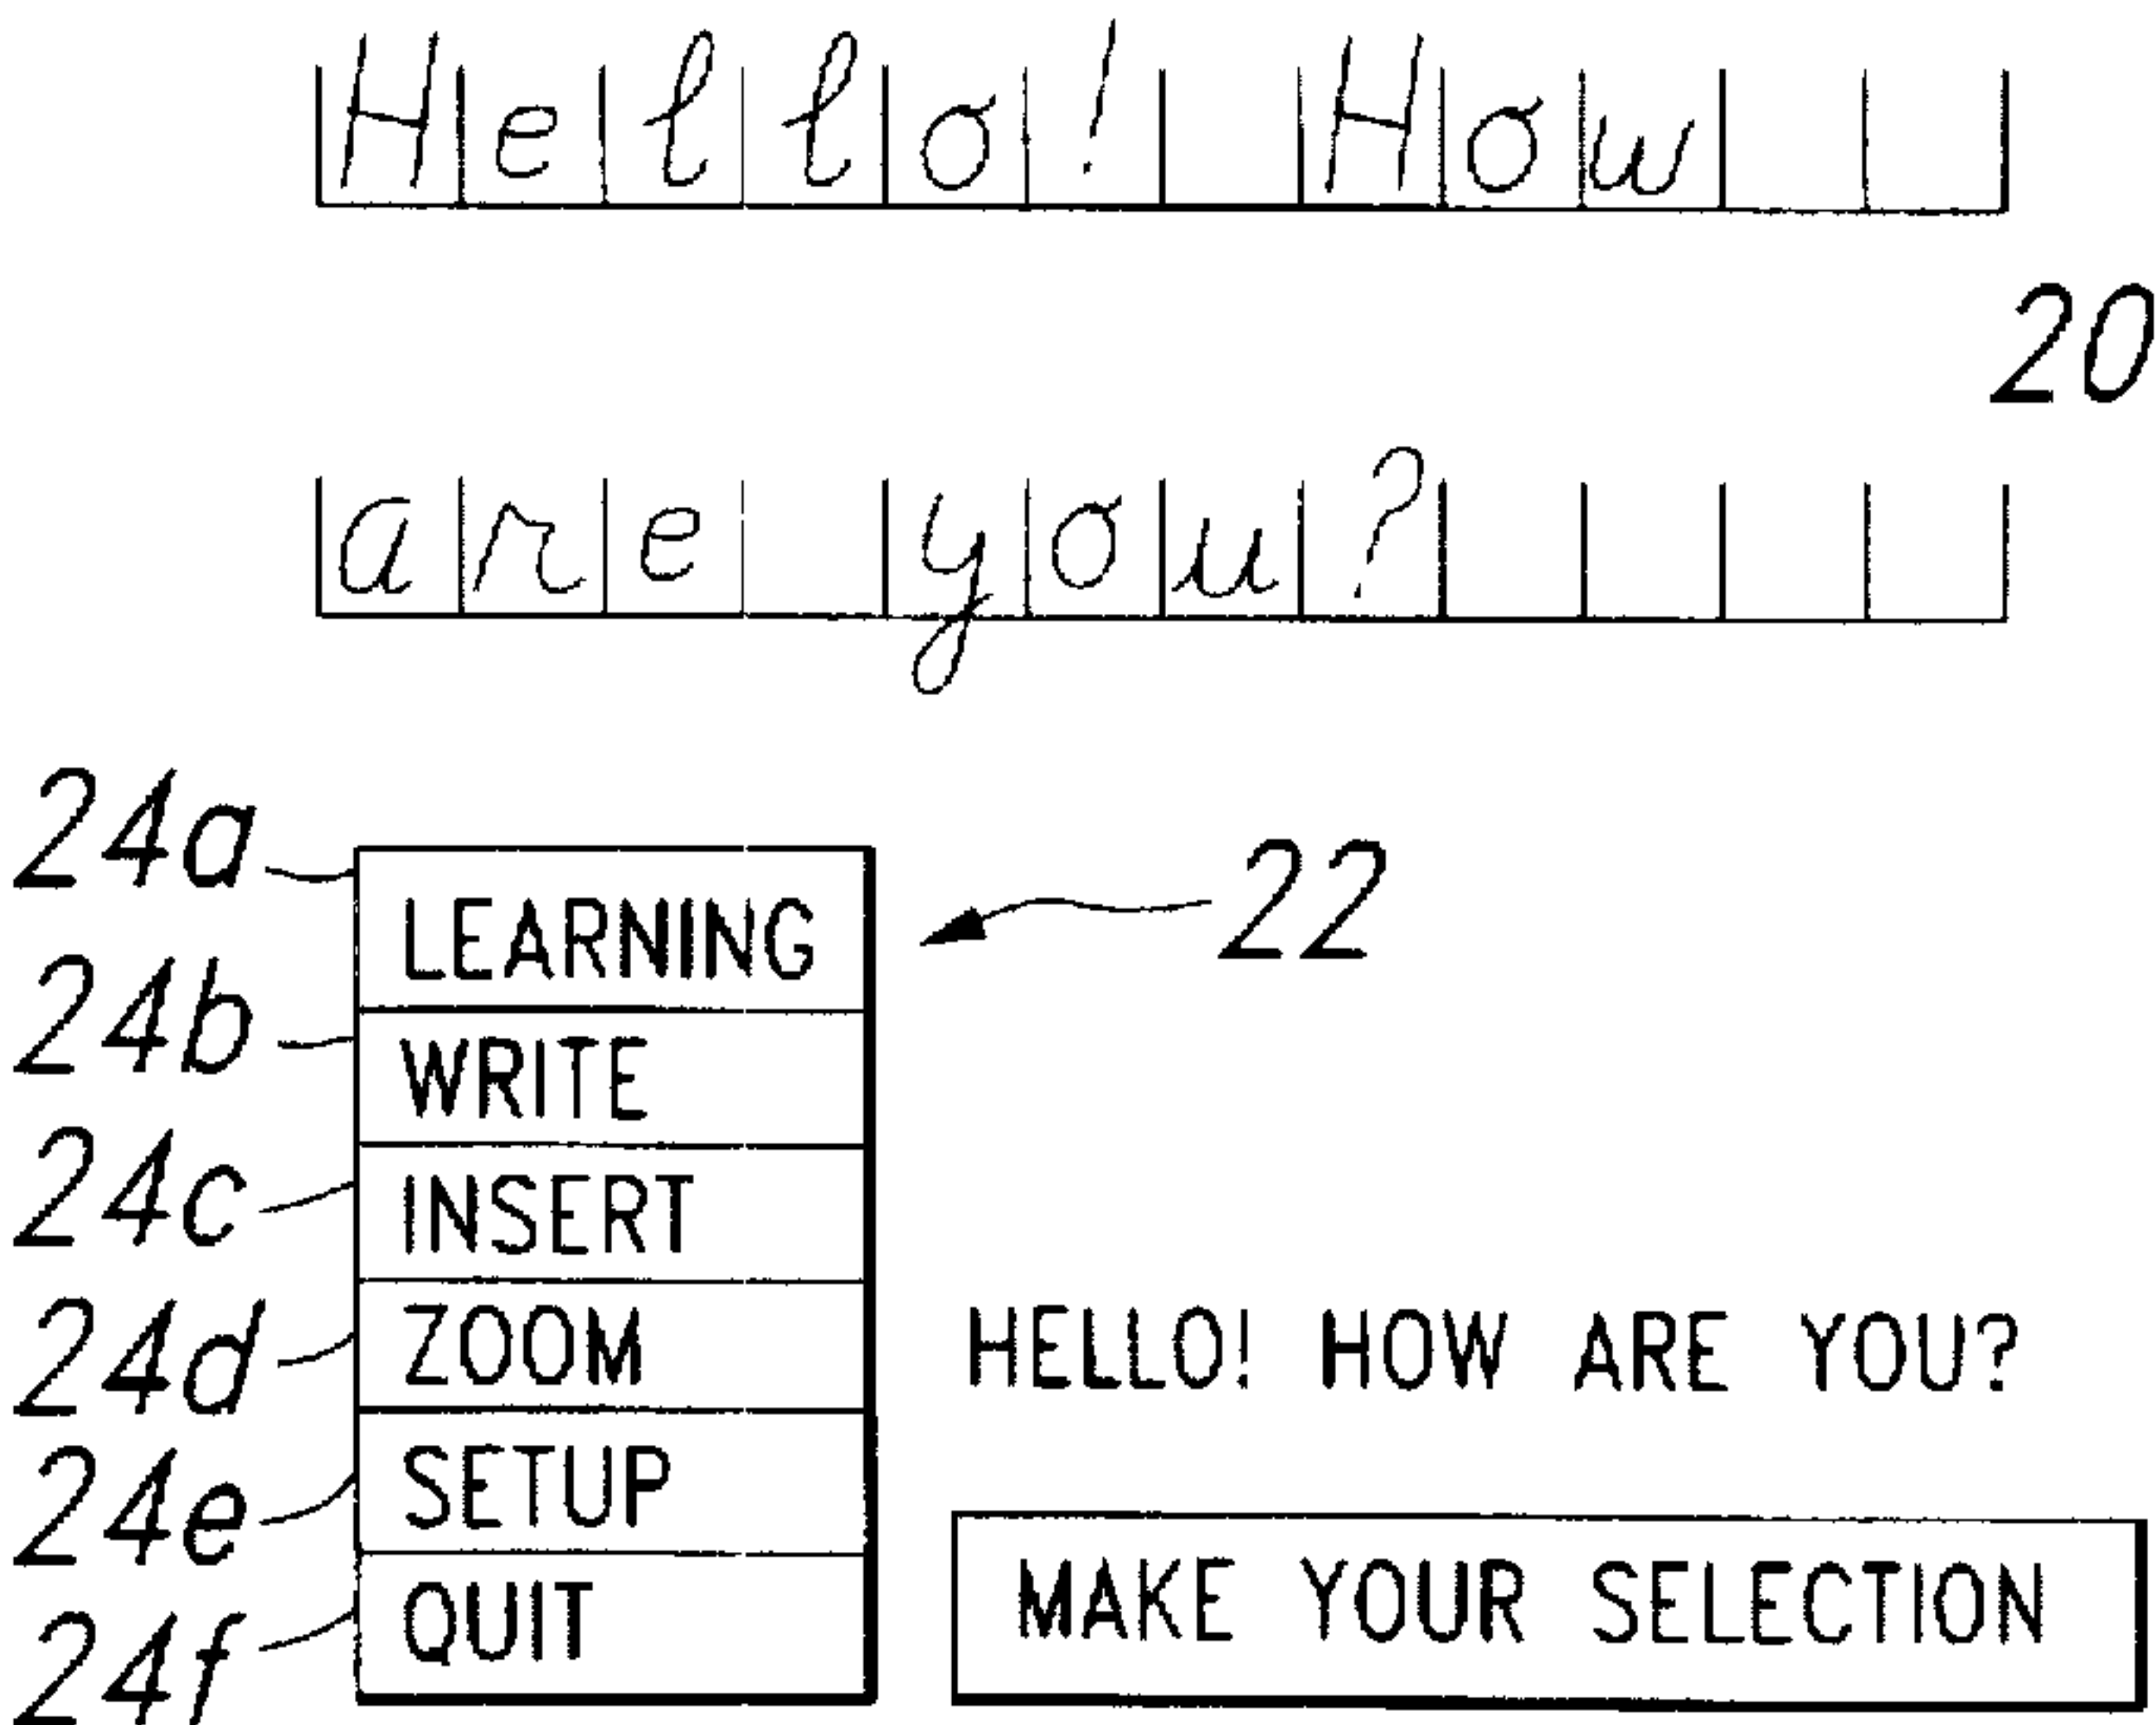 Hello! How
20
are you?
24a
LEARNING
22
24b
WRITE
24c
INSERT
24d
ZOOM
HELLO! HOW ARE YOU?
24e
SETUP
MAKE YOUR SELECTION
24f
QUIT